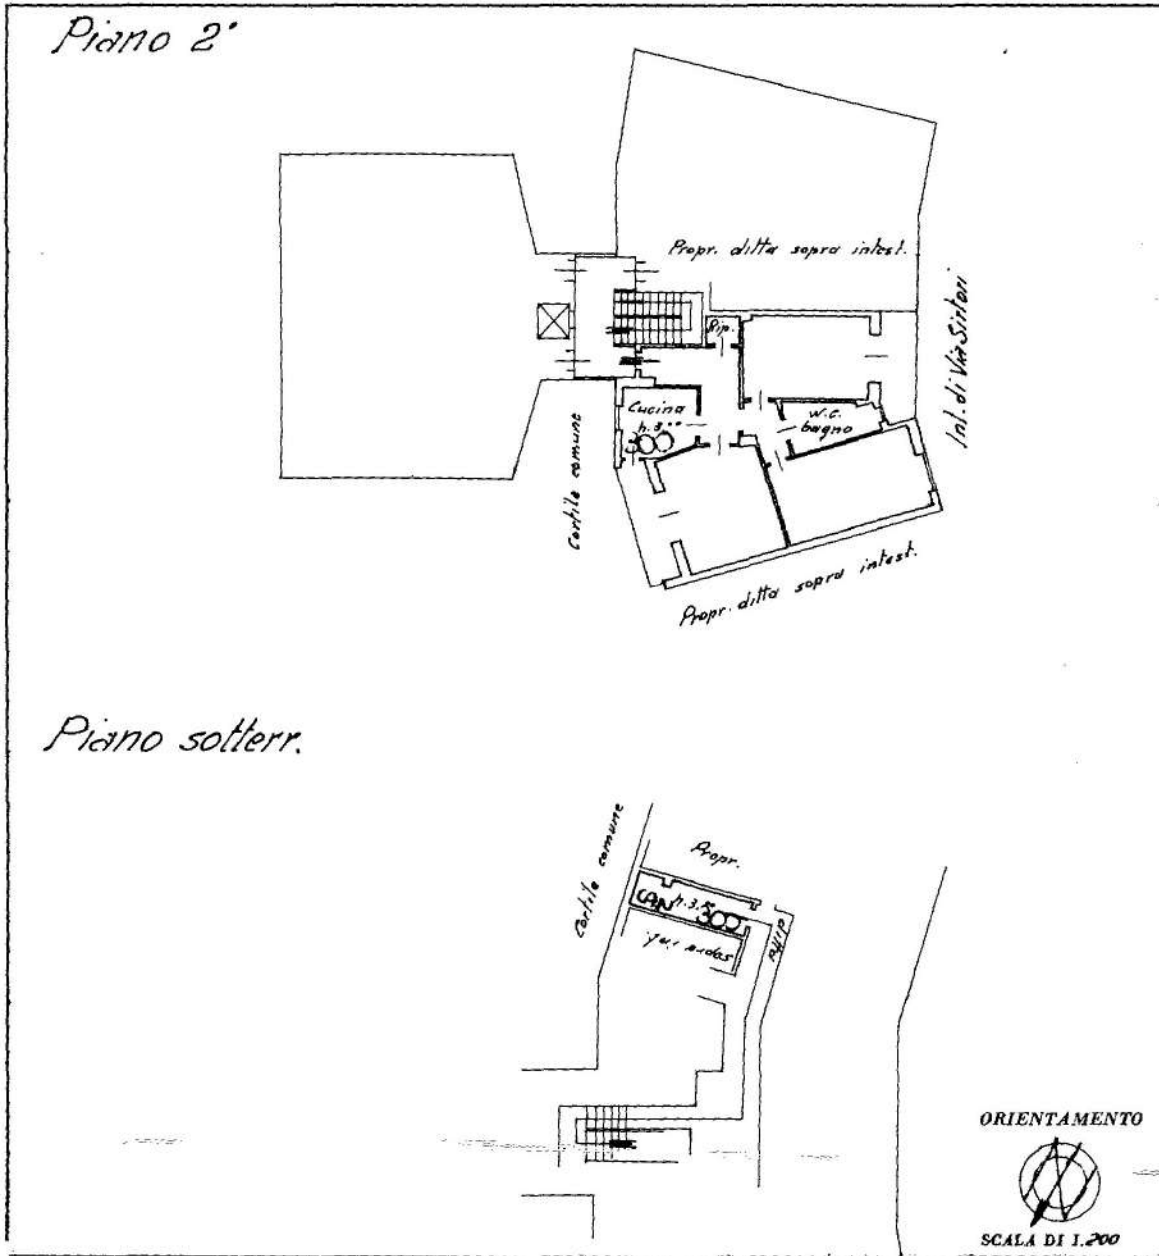 Piano 2°
Propr. ditta sopra intest.
Rip.
Int. di Via Sirtori
Cucina
h. 3.00
W.C.
bagno
Cortile comune
Propr. ditta sopra intest.
Piano sotterr.
Cortile comune
Propr.
CAN
h. 3.00
300
ORIENTAMENTO
SCALA DI 1.200